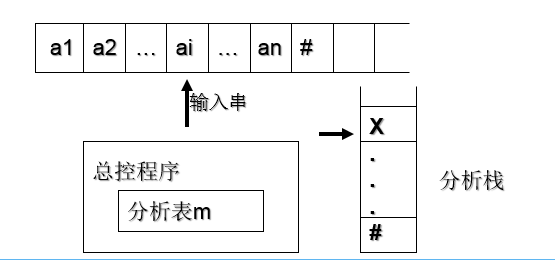 a1 a2 … ai … an #
输入串
X
.
总控程序
.
分析栈
分析表m
.
#